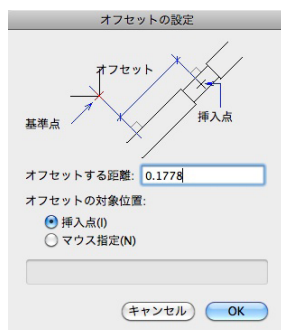 オフセットの設定
オフセット
基準点
挿入点
オフセットする距離: 0.1778
オフセットの対象位置:
挿入点(I)
マウス指定(N)
キャンセル OK